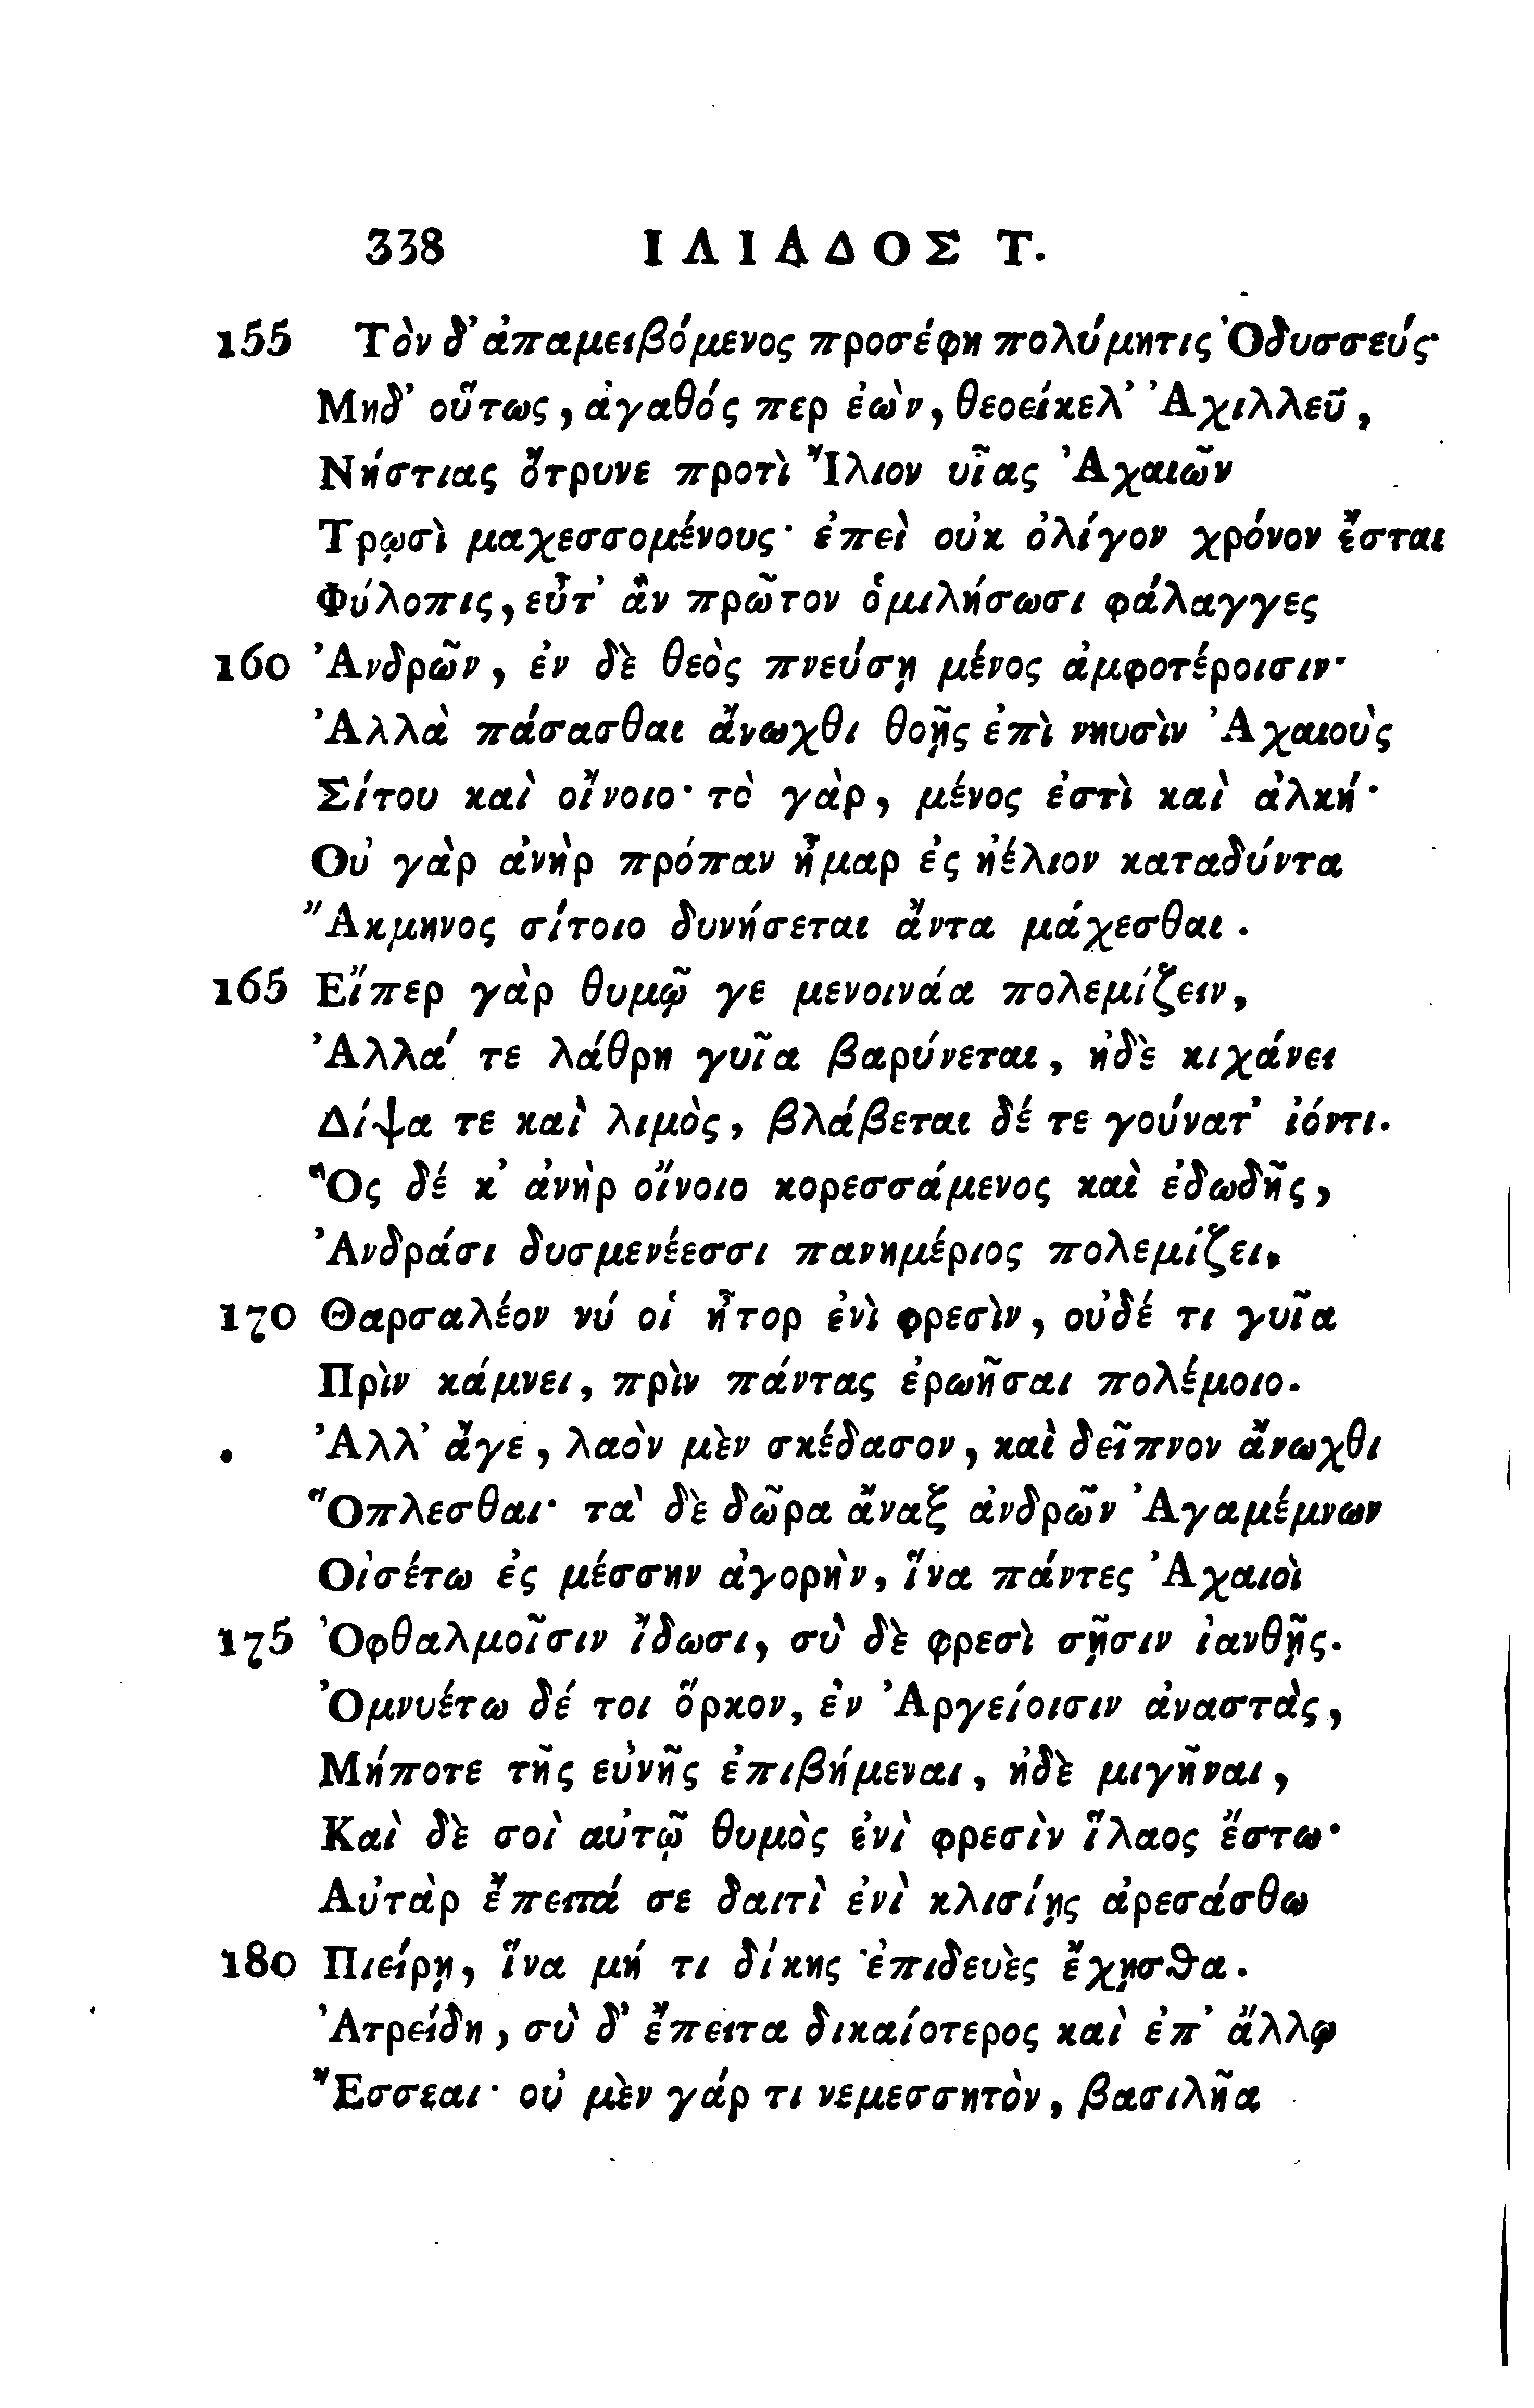 338 ΙΛΙΑΔΟΣ Τ.
155 Τὸν δ᾽ ἀπαμειβόμενος προσέφη πολύμητις Ὀδυσσεύς·
Μηδ᾽ οὕτως, ἀγαθός περ ἐὼν, θεοείκελ᾽ Ἀχιλλεῦ,
Νήστιας ὄτρυνε προτὶ Ἴλιον υἷας Ἀχαιῶν
Τρωσὶ μαχεσσομένους· ἐπεὶ οὐκ ὀλίγον χρόνον ἔσται
Φύλοπις, εὖτ᾽ ἂν πρῶτον ὁμιλήσωσι φάλαγγες
160 Ἀνδρῶν, ἐν δὲ θεὸς πνεύσῃ μένος ἀμφοτέροισιν·
Ἀλλὰ πάσασθαι ἄνωχθι θοῇς ἐπὶ νηυσὶν Ἀχαιοὺς
Σίτου καὶ οἴνοιο· τὸ γὰρ, μένος ἐστὶ καὶ ἀλκή·
Οὐ γὰρ ἀνὴρ πρόπαν ἦμαρ ἐς ἠέλιον καταδύντα
Ἄκμηνος σίτοιο δυνήσεται ἄντα μάχεσθαι.
165 Εἴπερ γὰρ θυμῷ γε μενοινάα πολεμίζειν,
Ἀλλά τε λάθρη γυῖα βαρύνεται, ἠδὲ κιχάνει
Δίψα τε καὶ λιμὸς, βλάβεται δέ τε γούνατ᾽ ἰόντι.
Ὃς δέ κ᾽ ἀνὴρ οἴνοιο κορεσσάμενος καὶ ἐδωδῆς,
Ἀνδράσι δυσμενέεσσι πανημέριος πολεμίζει,
170 Θαρσαλέον νύ οἱ ἦτορ ἐνὶ φρεσὶν, οὐδέ τι γυῖα
Πρὶν κάμνει, πρὶν πάντας ἐρωῆσαι πολέμοιο.
Ἀλλ᾽ ἄγε, λαὸν μὲν σκέδασον, καὶ δεῖπνον ἄνωχθι
Ὅπλεσθαι· τὰ δὲ δῶρα ἄναξ ἀνδρῶν Ἀγαμέμνων
Οἰσέτω ἐς μέσσην ἀγορὴν, ἵνα πάντες Ἀχαιοὶ
175 Ὀφθαλμοῖσιν ἴδωσι, σὺ δὲ φρεσὶ σῇσιν ἰανθῇς.
Ὀμνυέτω δέ τοι ὅρκον, ἐν Ἀργείοισιν ἀναστὰς,
Μήποτε τῆς εὐνῆς ἐπιβήμεναι, ἠδὲ μιγῆναι,
Καὶ δὲ σοὶ αὐτῷ θυμὸς ἐνὶ φρεσὶν ἵλαος ἔστω·
Αὐτὰρ ἔπειτά σε δαιτὶ ἐνὶ κλισίῃς ἀρεσάσθω
180 Πιείρῃ, ἵνα μή τι δίκης ἐπιδευὲς ἔχῃσθα.
Ἀτρείδη, σὺ δ᾽ ἔπειτα δικαιότερος καὶ ἐπ᾽ ἄλλῳ
Ἔσσεαι· οὐ μὲν γάρ τι νεμεσσητὸν, βασιλῆα